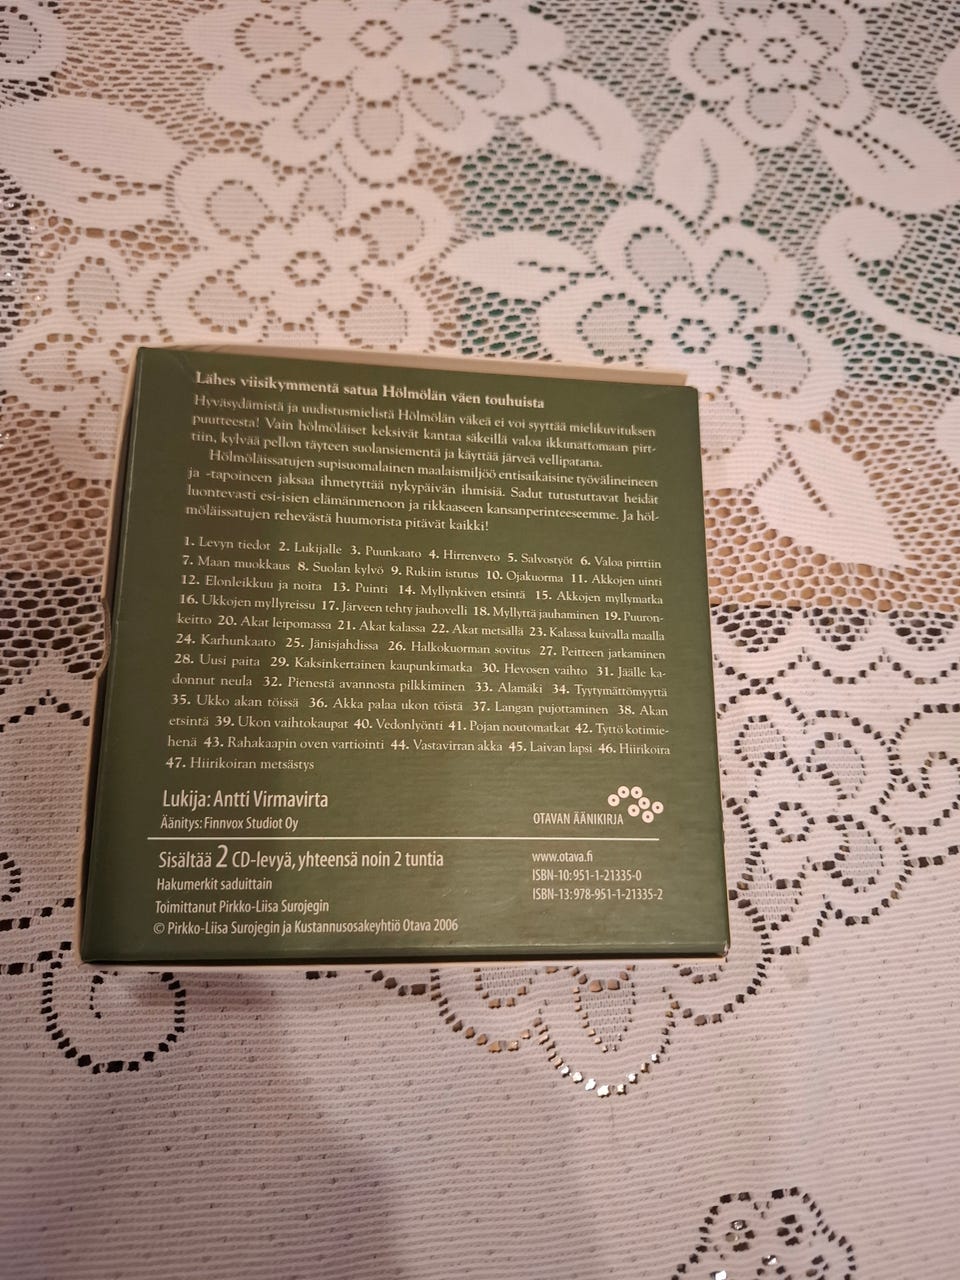 Lähes viisikymmentä satua Hölmölän väen touhuista
Hyväsydämistä ja uudistusmielistä Hölmölän väkeä ei voi syyttää mielikuvituksen
puutteesta! Vain hölmöläiset keksivät kantaa säkeillä valoa ikkunattomaan pirt-
tiin, kylvää pellon täyteen suolansiementä ja käyttää järveä vellipatana.
Hölmöläissatujen supisuomalainen maalaismiljöö entisaikaisine työvälineineen
ja -tapoineen jaksaa ihmetyttää nykypäivän ihmisiä. Sadut tutustuttavat heidät
luontevasti esi-isien elämänmenoon ja rikkaaseen kansanperinteeseemme. Ja höl-
möläissatujen rehevästä huumorista pitävät kaikki!
1. Levyn tiedot 2. Lukijalle 3. Puunkaato 4. Hirrenveto 5. Salvostyöt 6. Valoa pirttiin
7. Maan muokkaus 8. Suolan kylvö 9. Rukiin istutus 10. Ojakuorma 11. Akkojen uinti
12. Elonleikkuu ja noita 13. Puinti 14. Myllynkiven etsintä 15. Akkojen myllymatka
16. Ukkojen myllyreissu 17. Järveen tehty jauhovelli 18. Myllyttä jauhaminen 19. Puuron-
keitto 20. Akat leipomassa 21. Akat kalassa 22. Akat metsällä 23. Kalassa kuivalla maalla
24. Karhunkaato 25. Jänisjahdissa 26. Halkokuorman sovitus 27. Peitteen jatkaminen
28. Uusi paita 29. Kaksinkertainen kaupunkimatka 30. Hevosen vaihto 31. Jäälle ka-
donnut neula 32. Pienestä avannosta pilkkiminen 33. Alamäki 34. Tyytymättömyyttä
35. Ukko akan töissä 36. Akka palaa ukon töistä 37. Langan pujottaminen 38. Akan
etsintä 39. Ukon vaihtokaupat 40. Vedonlyönti 41. Pojan noutomatkat 42. Tyttö kotimie-
henä 43. Rahakaapin oven vartiointi 44. Vastavirran akka 45. Laivan lapsi 46. Hiirikoira
47. Hiirikoiran metsästys
Lukija: Antti Virmavirta
Äänitys: Finnvox Studiot Oy
OTAVAN ÄÄNIKIRJA
Sisältää 2 CD-levyä, yhteensä noin 2 tuntia
Hakumerkit saduittain
Toimittanut Pirkko-Liisa Surojegin
© Pirkko-Liisa Surojegin ja Kustannusosakeyhtiö Otava 2006
www.otava.fi
ISBN-10: 951-1-21335-0
ISBN-13: 978-951-1-21335-2